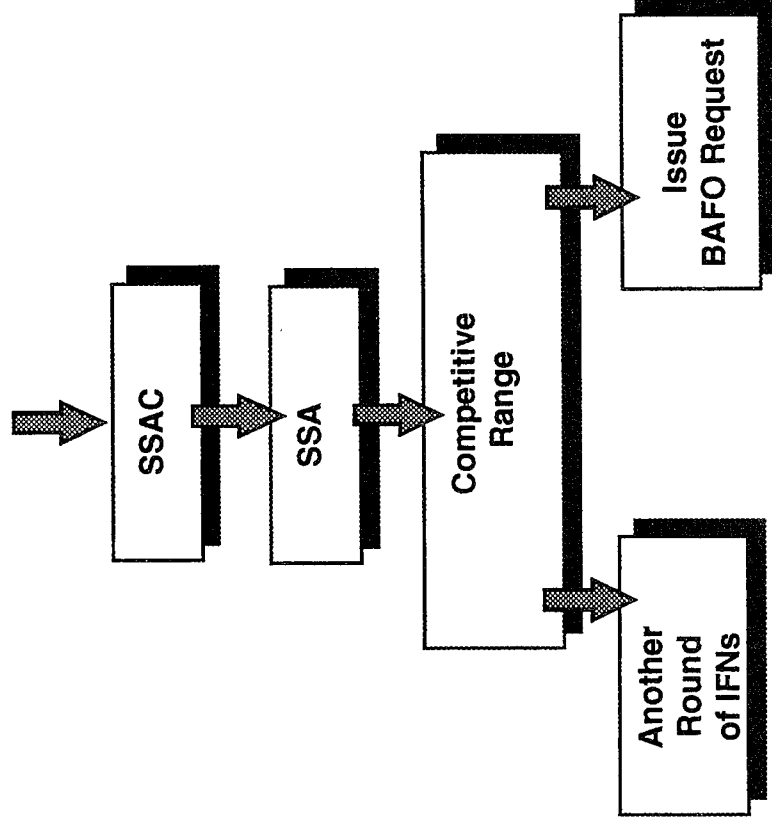 SSAC
SSA
Competitive
Range
Another
Round
of IFNs
Issue
BAFO Request